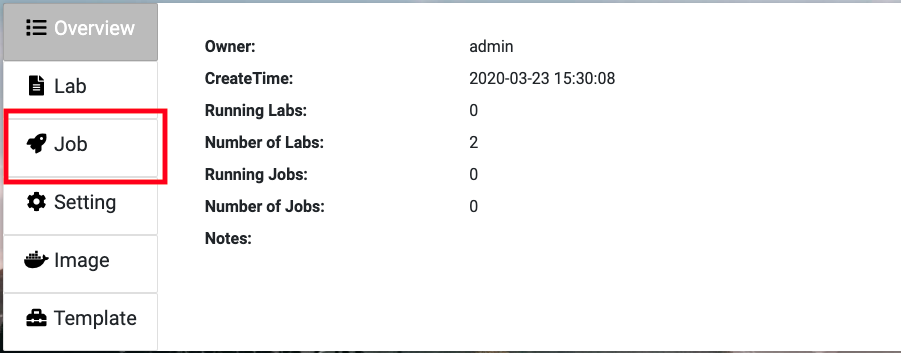 Overview
Lab
Job
Setting
Image
Template
Owner: admin
CreateTime: 2020-03-23 15:30:08
Running Labs: 0
Number of Labs: 2
Running Jobs: 0
Number of Jobs: 0
Notes: